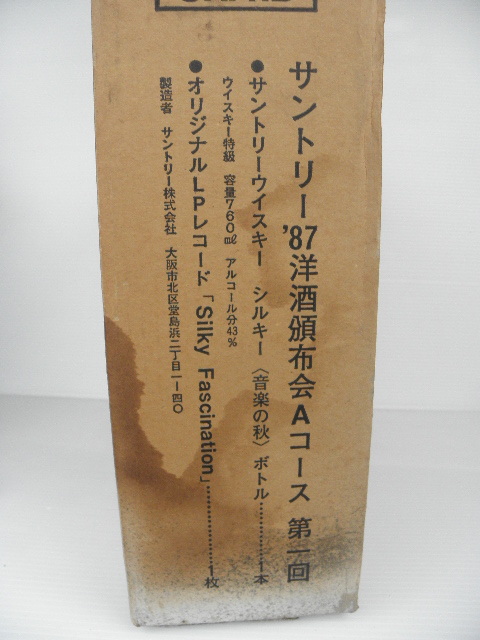 サントリー'87洋酒頒布会Aコース 第一回
●サントリーウイスキー シルキー〈音楽の秋〉ボトル…………1本
ウイスキー特級 容量760㎖ アルコール分43%
●オリジナルLPレコード「Silky Fascination」…………1枚
製造者 サントリー株式会社 大阪市北区堂島浜二丁目一ー四〇